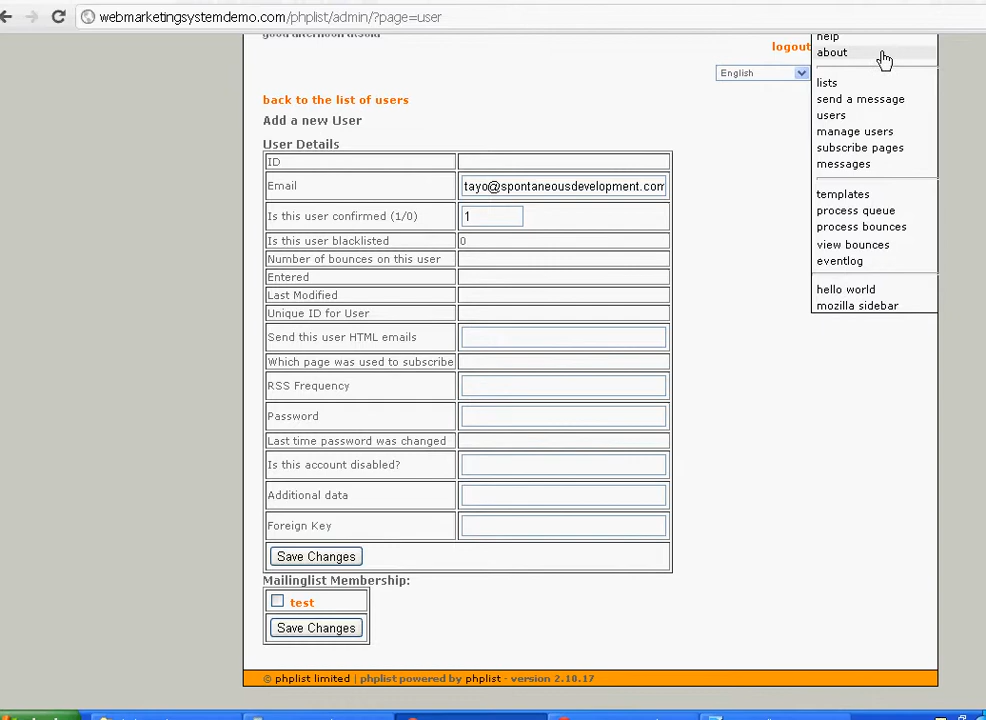 webmarketingsystemdemo.com/phplist/admin/?page=user
help
logout
about
English
lists
back to the list of users
send a message
users
Add a new User
manage users
User Details
subscribe pages
ID
messages
Email tayo@spontaneousdevelopment.com
templates
Is this user confirmed (1/0) 1
process queue
process bounces
Is this user blacklisted 0
view bounces
Number of bounces on this user
eventlog
Entered
hello world
Last Modified
mozilla sidebar
Unique ID for User
Send this user HTML emails
Which page was used to subscribe
RSS Frequency
Password
Last time password was changed
Is this account disabled?
Additional data
Foreign Key
Save Changes
Mailinglist Membership:
test
Save Changes
© phplist limited | phplist powered by phplist - version 2.10.17